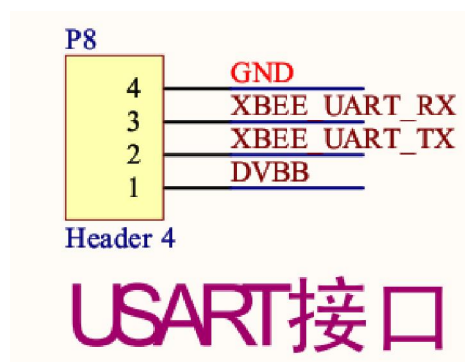 P8
4 GND
3 XBEE_UART_RX
2 XBEE_UART_TX
1 DVBB
Header 4
USART接口